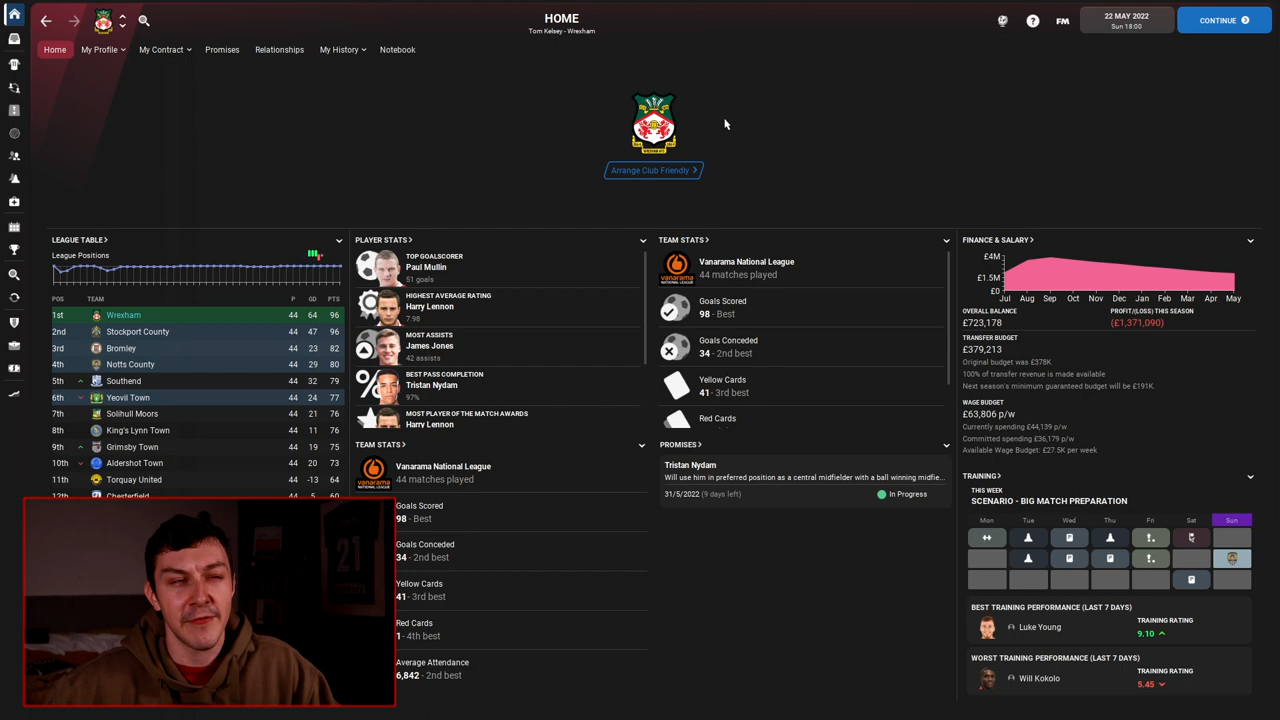 HOME
Tom Kelsey - Wrexham
FM
22 MAY 2022
Sun 18:00
CONTINUE
Home
My Profile
My Contract
Promises
Relationships
My History
Notebook
Arrange Club Friendly
LEAGUE TABLE
League Positions
POS TEAM P GD PTS
1st Wrexham 44 64 96
2nd Stockport County 44 47 96
3rd Bromley 44 23 82
4th Notts County 44 29 80
5th Southend 44 32 79
6th Yeovil Town 44 24 77
7th Solihull Moors 44 21 76
8th King's Lynn Town 44 11 76
9th Grimsby Town 44 19 75
10th Aldershot Town 44 20 73
11th Torquay United 44 -13 64
12th Chesterfield 44 5 60
PLAYER STATS
TOP GOALSCORER
Paul Mullin
51 goals
HIGHEST AVERAGE RATING
Harry Lennon
7.98
MOST ASSISTS
James Jones
42 assists
BEST PASS COMPLETION
Tristan Nydam
97%
MOST PLAYER OF THE MATCH AWARDS
Harry Lennon
TEAM STATS
Vanarama National League
44 matches played
Goals Scored
98 - Best
Goals Conceded
34 - 2nd best
Yellow Cards
41 - 3rd best
Red Cards
1 - 4th best
Average Attendance
6,842 - 2nd best
TEAM STATS
Vanarama National League
44 matches played
Goals Scored
98 - Best
Goals Conceded
34 - 2nd best
Yellow Cards
41 - 3rd best
Red Cards
PROMISES
Tristan Nydam
Will use him in preferred position as a central midfielder with a ball winning midfie...
31/5/2022 (9 days left)
In Progress
FINANCE & SALARY
£4M
£1.5M
£0
Jul Aug Sep Oct Nov Dec Jan Feb Mar Apr May
OVERALL BALANCE
£723,178
PROFIT/(LOSS) THIS SEASON
(£1,371,090)
TRANSFER BUDGET
£379,213
Original budget was £378K
100% of transfer revenue is made available
Next season's minimum guaranteed budget will be £191K.
WAGE BUDGET
£63,806 p/w
Currently spending £44,139 p/w
Committed spending £36,179 p/w
Available Wage Budget: £27.5K per week
TRAINING
THIS WEEK
SCENARIO - BIG MATCH PREPARATION
Mon Tue Wed Thu Fri Sat Sun
BEST TRAINING PERFORMANCE (LAST 7 DAYS)
Luke Young
TRAINING RATING
9.10
WORST TRAINING PERFORMANCE (LAST 7 DAYS)
Will Kokolo
TRAINING RATING
5.45
21